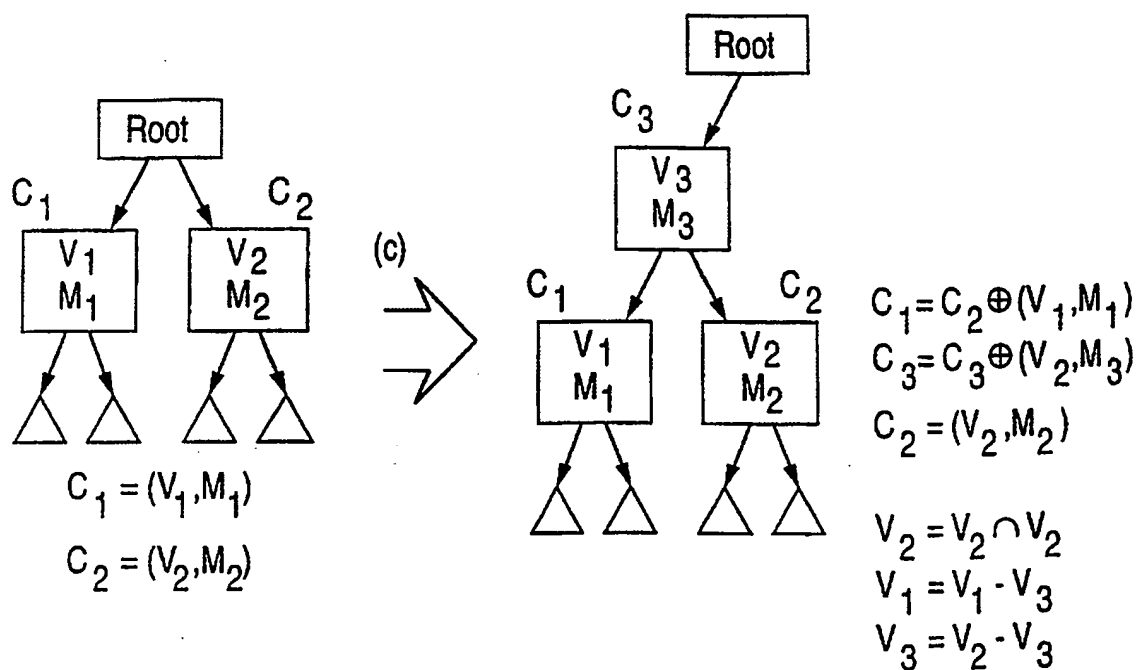 Root
C₁
C₂
V₁
M₁
V₂
M₂
C₁ = (V₁,M₁)
C₂ = (V₂,M₂)
(c)
Root
C₃
V₃
M₃
C₁
C₂
V₁
M₁
V₂
M₂
C₁ = C₂ ⊕ (V₁,M₁)
C₃ = C₃ ⊕ (V₂,M₃)
C₂ = (V₂,M₂)
V₂ = V₂ ∩ V₂
V₁ = V₁ - V₃
V₃ = V₂ - V₃